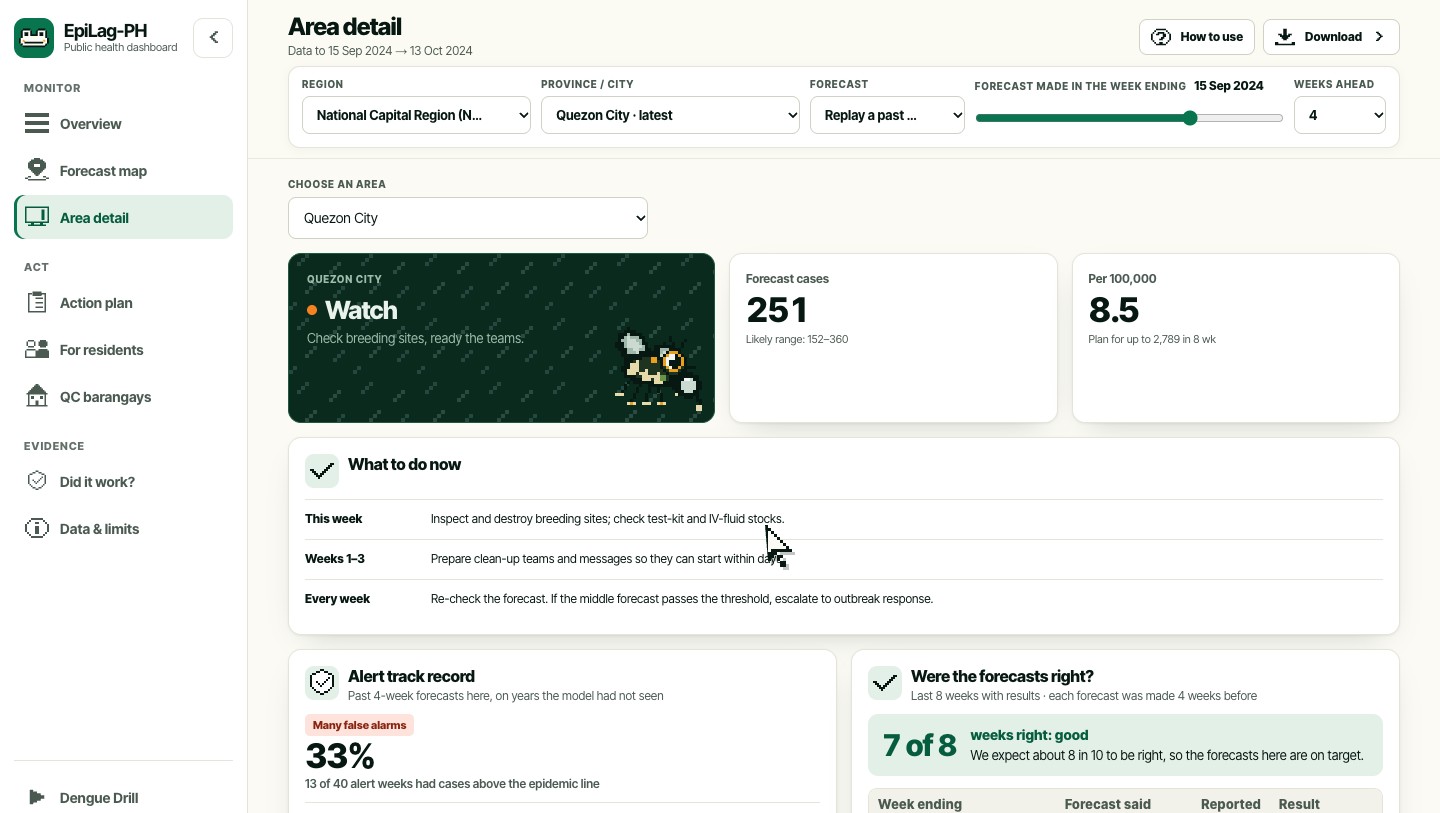 EpiLag-PH
Public health dashboard
MONITOR
Overview
Forecast map
Area detail
ACT
Action plan
For residents
QC barangays
EVIDENCE
Did it work?
Data & limits
Dengue Drill
Area detail
Data to 15 Sep 2024 → 13 Oct 2024
How to use
Download
REGION
National Capital Region (N...
PROVINCE / CITY
Quezon City · latest
FORECAST
Replay a past ...
FORECAST MADE IN THE WEEK ENDING 15 Sep 2024
WEEKS AHEAD
4
CHOOSE AN AREA
Quezon City
QUEZON CITY
Watch
Check breeding sites, ready the teams.
Forecast cases
251
Likely range: 152–360
Per 100,000
8.5
Plan for up to 2,789 in 8 wk
What to do now
This week Inspect and destroy breeding sites; check test-kit and IV-fluid stocks.
Weeks 1–3 Prepare clean-up teams and messages so they can start within
Every week Re-check the forecast. If the middle forecast passes the threshold, escalate to outbreak response.
Alert track record
Past 4-week forecasts here, on years the model had not seen
Many false alarms
33%
13 of 40 alert weeks had cases above the epidemic line
Were the forecasts right?
Last 8 weeks with results · each forecast was made 4 weeks before
7 of 8
weeks right: good
We expect about 8 in 10 to be right, so the forecasts here are on target.
Week ending Forecast said Reported Result